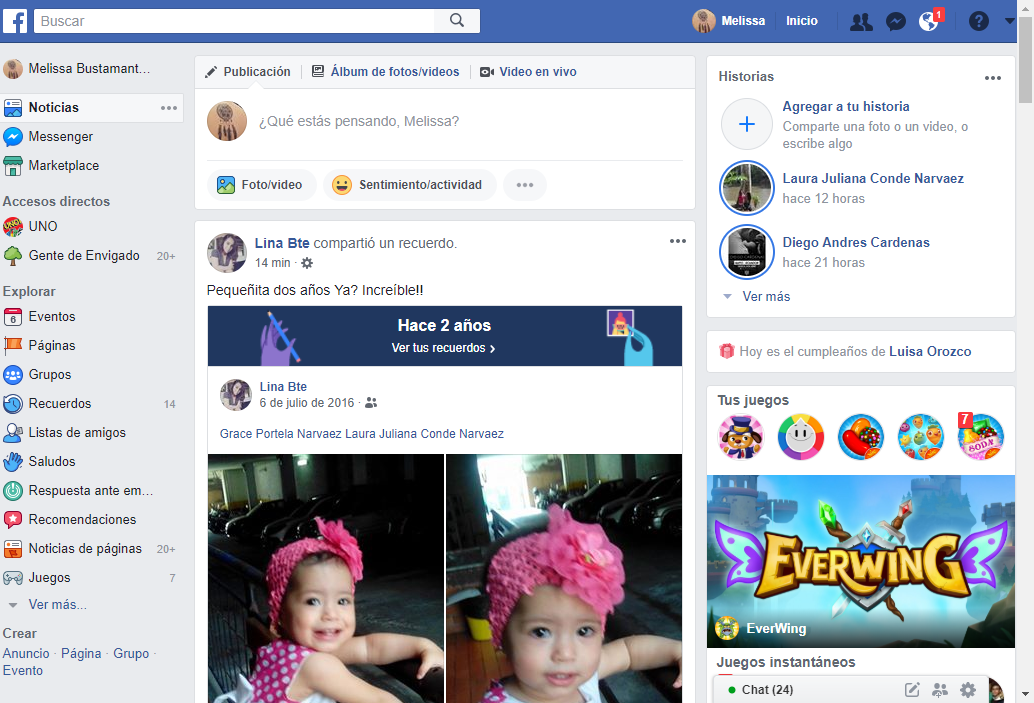 f
Buscar
Melissa
Inicio
1
?
Melissa Bustamant...
Noticias
Messenger
Marketplace
Accesos directos
UNO
Gente de Envigado 20+
Explorar
6 Eventos
Páginas
Grupos
Recuerdos 14
Listas de amigos
Saludos
Respuesta ante em...
Recomendaciones
Noticias de páginas 20+
Juegos 7
Ver más...
Crear
Anuncio · Página · Grupo ·
Evento
Publicación
Álbum de fotos/videos
Video en vivo
¿Qué estás pensando, Melissa?
Foto/video
Sentimiento/actividad
Lina Bte compartió un recuerdo.
14 min ·
Pequeñita dos años Ya? Increíble!!
Hace 2 años
Ver tus recuerdos ›
Lina Bte
6 de julio de 2016 ·
Grace Portela Narvaez Laura Juliana Conde Narvaez
Historias
Agregar a tu historia
Comparte una foto o un video, o
escribe algo
Laura Juliana Conde Narvaez
hace 12 horas
Diego Andres Cardenas
hace 21 horas
Ver más
Hoy es el cumpleaños de Luisa Orozco
Tus juegos
7
SODA
EVERWING
EverWing
Juegos instantáneos
Chat (24)